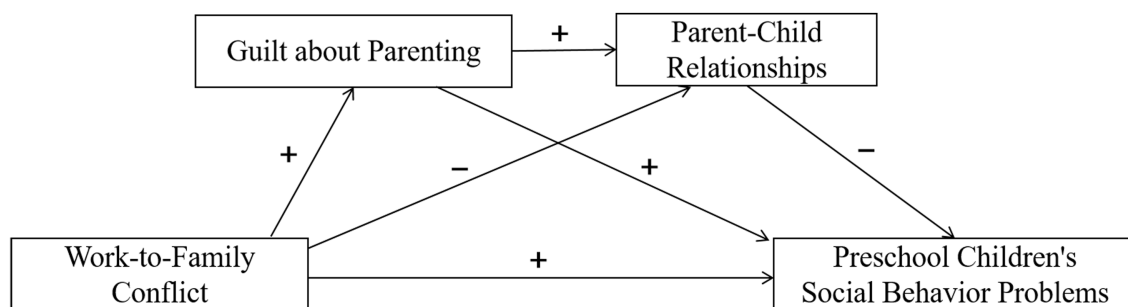 Guilt about Parenting
+
Parent-Child
Relationships
+
−
+
−
Work-to-Family
Conflict
+
Preschool Children's
Social Behavior Problems